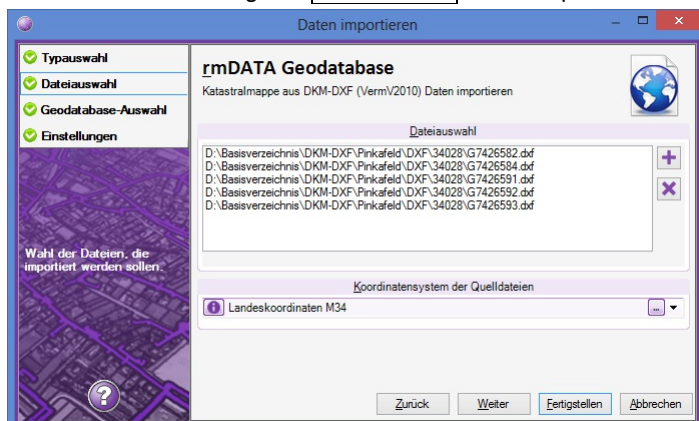 Daten importieren
Typauswahl
Dateiauswahl
Geodatabase-Auswahl
Einstellungen
Wahl der Dateien, die
importiert werden sollen.
rmDATA Geodatabase
Katastralmappe aus DKM-DXF (VermV2010) Daten importieren
Dateiauswahl
D:\Basisverzeichnis\DKM-DXF\Pinkafeld\DXF\34028\G7426582.dxf
D:\Basisverzeichnis\DKM-DXF\Pinkafeld\DXF\34028\G7426584.dxf
D:\Basisverzeichnis\DKM-DXF\Pinkafeld\DXF\34028\G7426591.dxf
D:\Basisverzeichnis\DKM-DXF\Pinkafeld\DXF\34028\G7426592.dxf
D:\Basisverzeichnis\DKM-DXF\Pinkafeld\DXF\34028\G7426593.dxf
Koordinatensystem der Quelldateien
Landeskoordinaten M34
...
?
Zurück
Weiter
Fertigstellen
Abbrechen